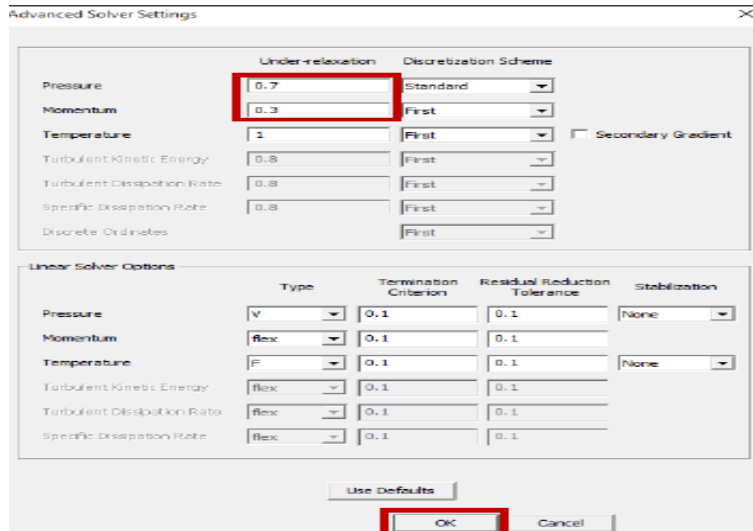 Advanced Solver Settings
Under-relaxation Discretization Scheme
Pressure 0.7 Standard
Momentum 0.3 First
Temperature 1 First Secondary Gradient
Turbulent Kinetic Energy 0.8 First
Turbulent Dissipation Rate 0.8 First
Specific Dissipation Rate 0.8 First
Discrete Ordinates First
Linear Solver Options
Type Termination Criterion Residual Reduction Tolerance Stabilization
Pressure V 0.1 0.1 None
Momentum flex 0.1 0.1
Temperature F 0.1 0.1 None
Turbulent Kinetic Energy flex 0.1 0.1
Turbulent Dissipation Rate flex 0.1 0.1
Specific Dissipation Rate flex 0.1 0.1
Use Defaults
OK Cancel